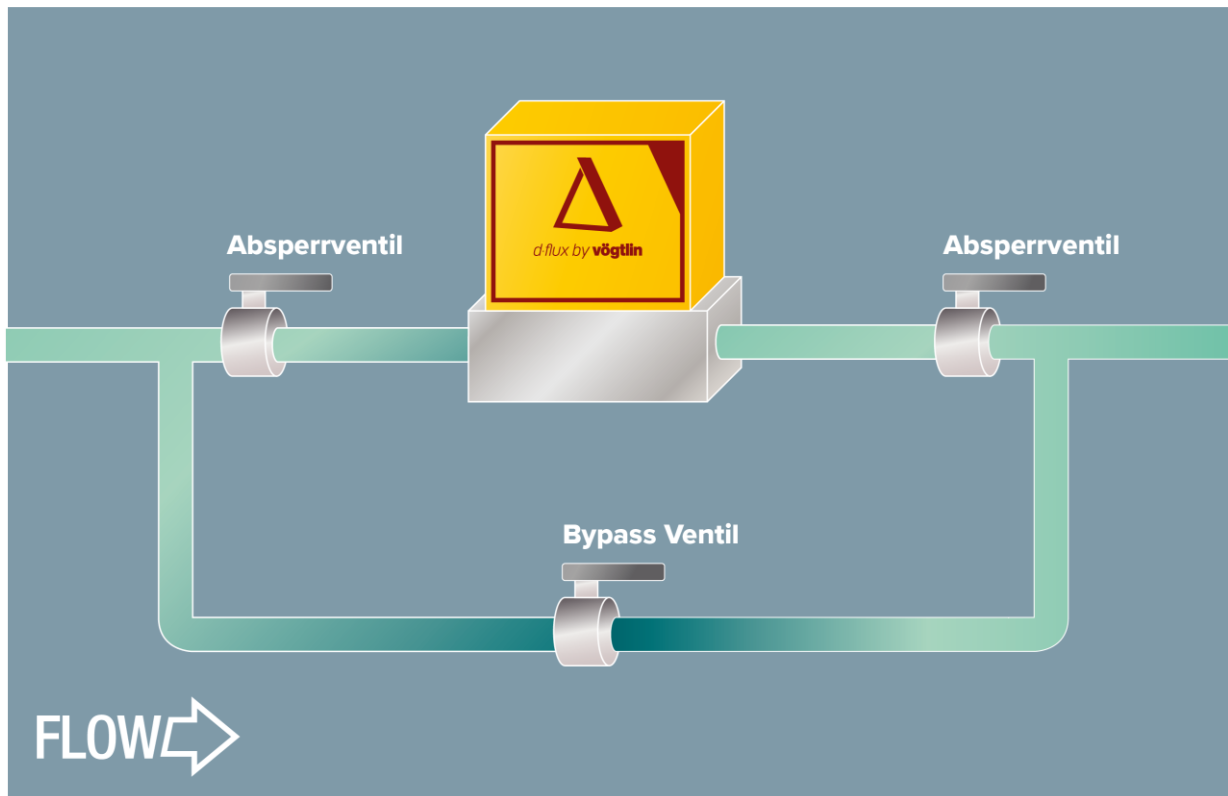 Absperrventil
d·flux by vögtlin
Absperrventil
Bypass Ventil
FLOW